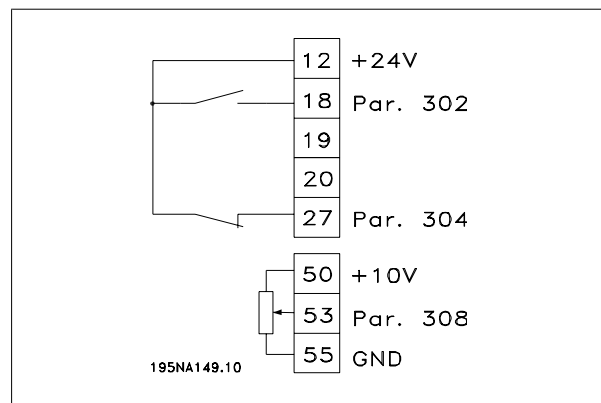 12 +24V
18 Par. 302
19
20
27 Par. 304
50 +10V
53 Par. 308
55 GND
195NA149.10